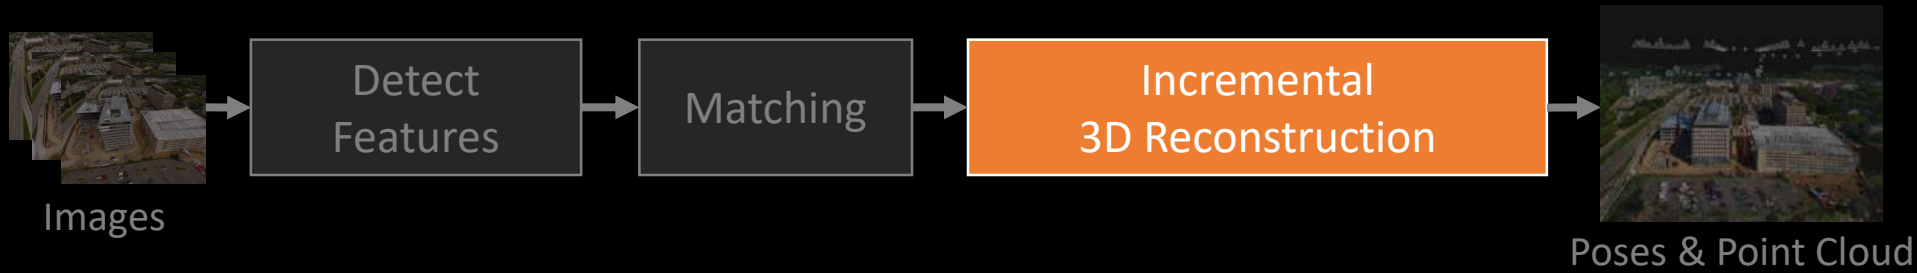 Images
Detect
Features
Matching
Incremental
3D Reconstruction
Poses & Point Cloud